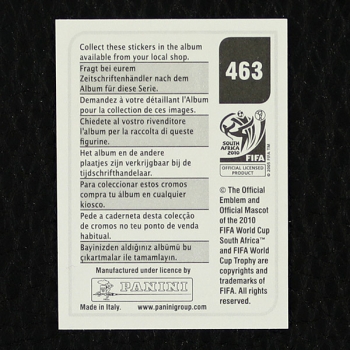 Collect these stickers in the album
available from your local shop.
Fragt bei eurem
Zeitschriftenhändler nach dem
Album für diese Serie.
Demandez à votre détaillant l'Album
pour la collection de ces images.
Chiedete al vostro rivenditore
l'album per la raccolta di queste
figurine.
Het album en de andere
plaatjes zijn verkrijgbaar bij de
tijdschrifthandelaar.
Para coleccionar estos cromos
compra tu álbum en cualquier
kiosco.
Pede a caderneta desta colecção
de cromos no teu ponto de venda
habitual.
Bayinizden aldığınız albümü bu
çıkartmalar ile tamamlayın.
Manufactured under licence by
PANINI
Made in Italy. www.paninigroup.com
463
SOUTH
AFRICA
2010
FIFA
OFFICIAL LICENSED
PRODUCT
© The Official
Emblem and
Official Mascot
of the 2010
FIFA World Cup
South Africa™
and FIFA World
Cup Trophy are
copyrights and
trademarks of
FIFA. All rights
reserved.